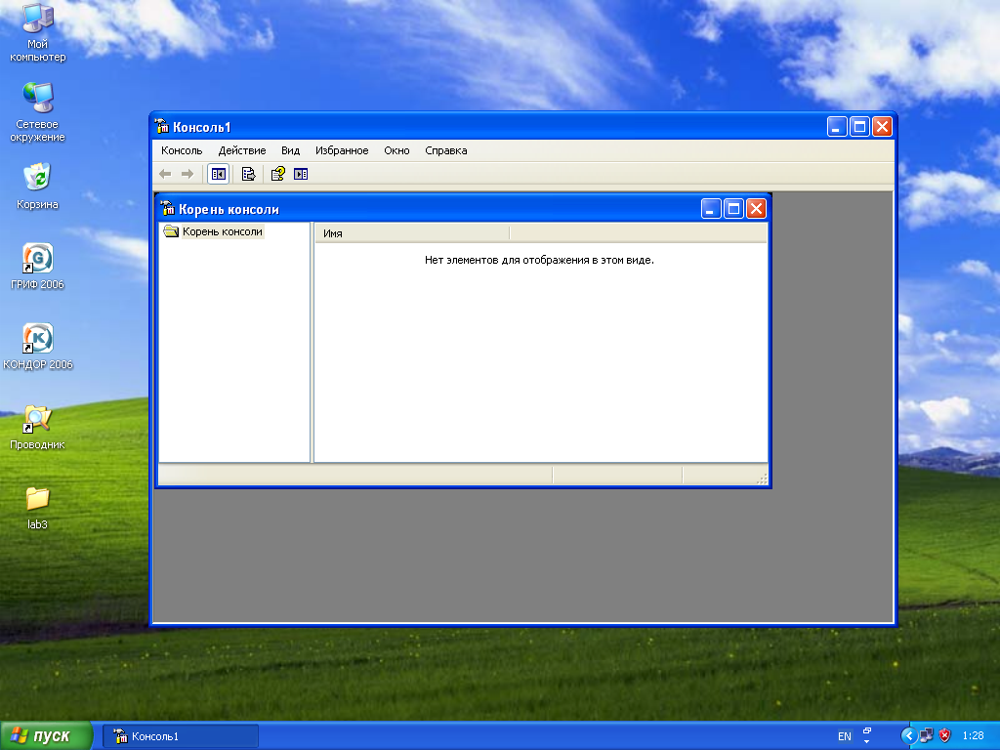 Мой
компьютер
Сетевое
окружение
Корзина
ГРИФ 2006
КОНДОР 2006
Проводник
lab3
Консоль1
Консоль Действие Вид Избранное Окно Справка
Корень консоли
Корень консоли
Имя
Нет элементов для отображения в этом виде.
пуск
Консоль1
EN
1:28